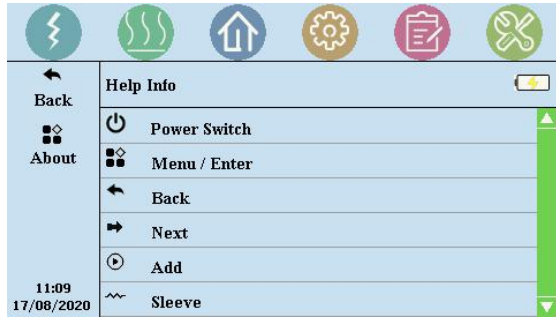 Back
Help Info
About
Power Switch
Menu / Enter
Back
Next
Add
Sleeve
11:09
17/08/2020